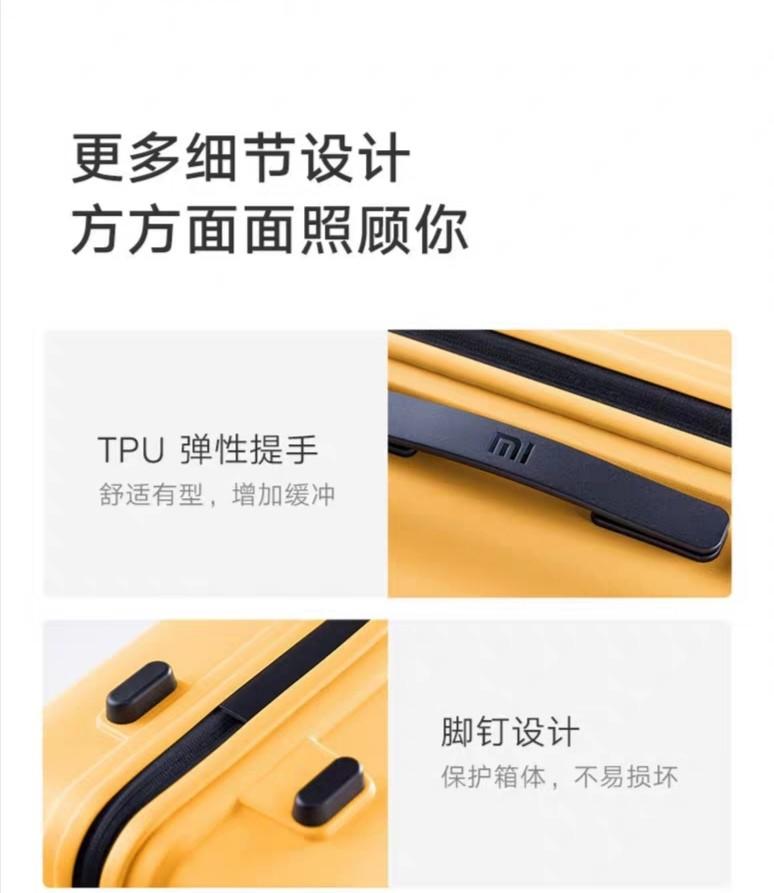 更多细节设计
方方面面照顾你
TPU 弹性提手
舒适有型，增加缓冲
mi
脚钉设计
保护箱体，不易损坏